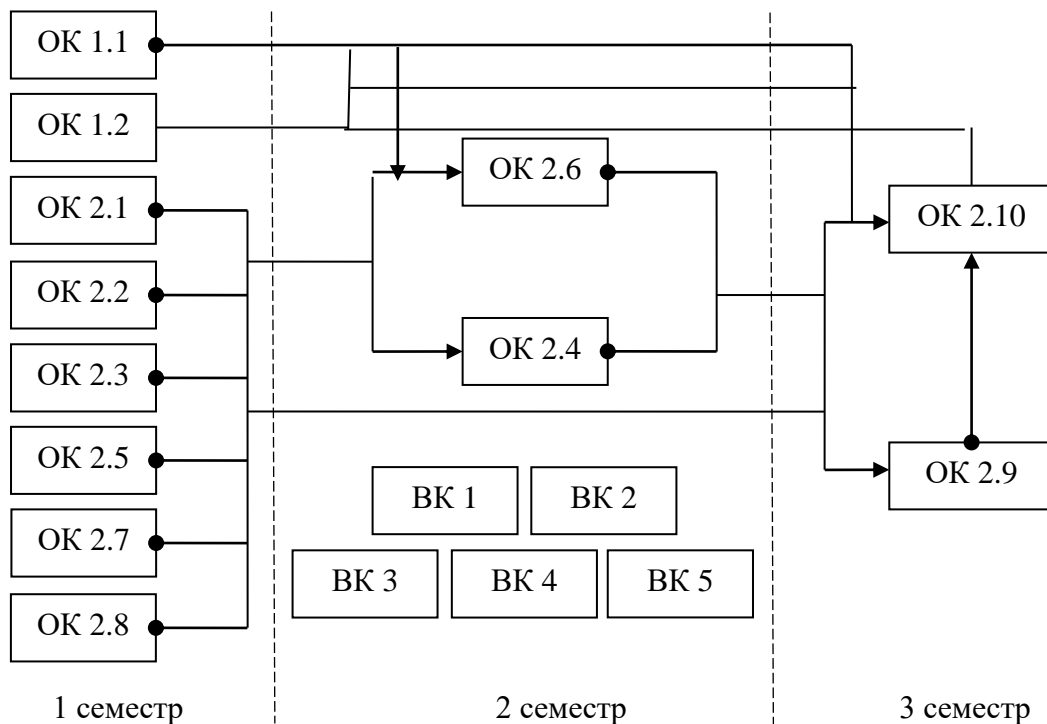 ОК 1.1
ОК 1.2
ОК 2.1
ОК 2.2
ОК 2.3
ОК 2.5
ОК 2.7
ОК 2.8
1 семестр
ОК 2.6
ОК 2.4
ВК 1 ВК 2
ВК 3 ВК 4 ВК 5
2 семестр
ОК 2.10
ОК 2.9
3 семестр